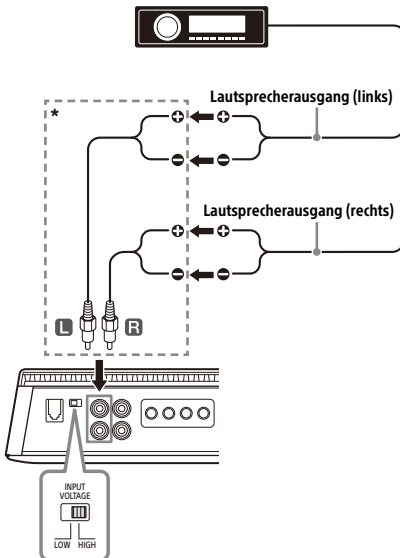 Lautsprecherausgang (links)
*
Lautsprecherausgang (rechts)
L R
INPUT
VOLTAGE
LOW HIGH